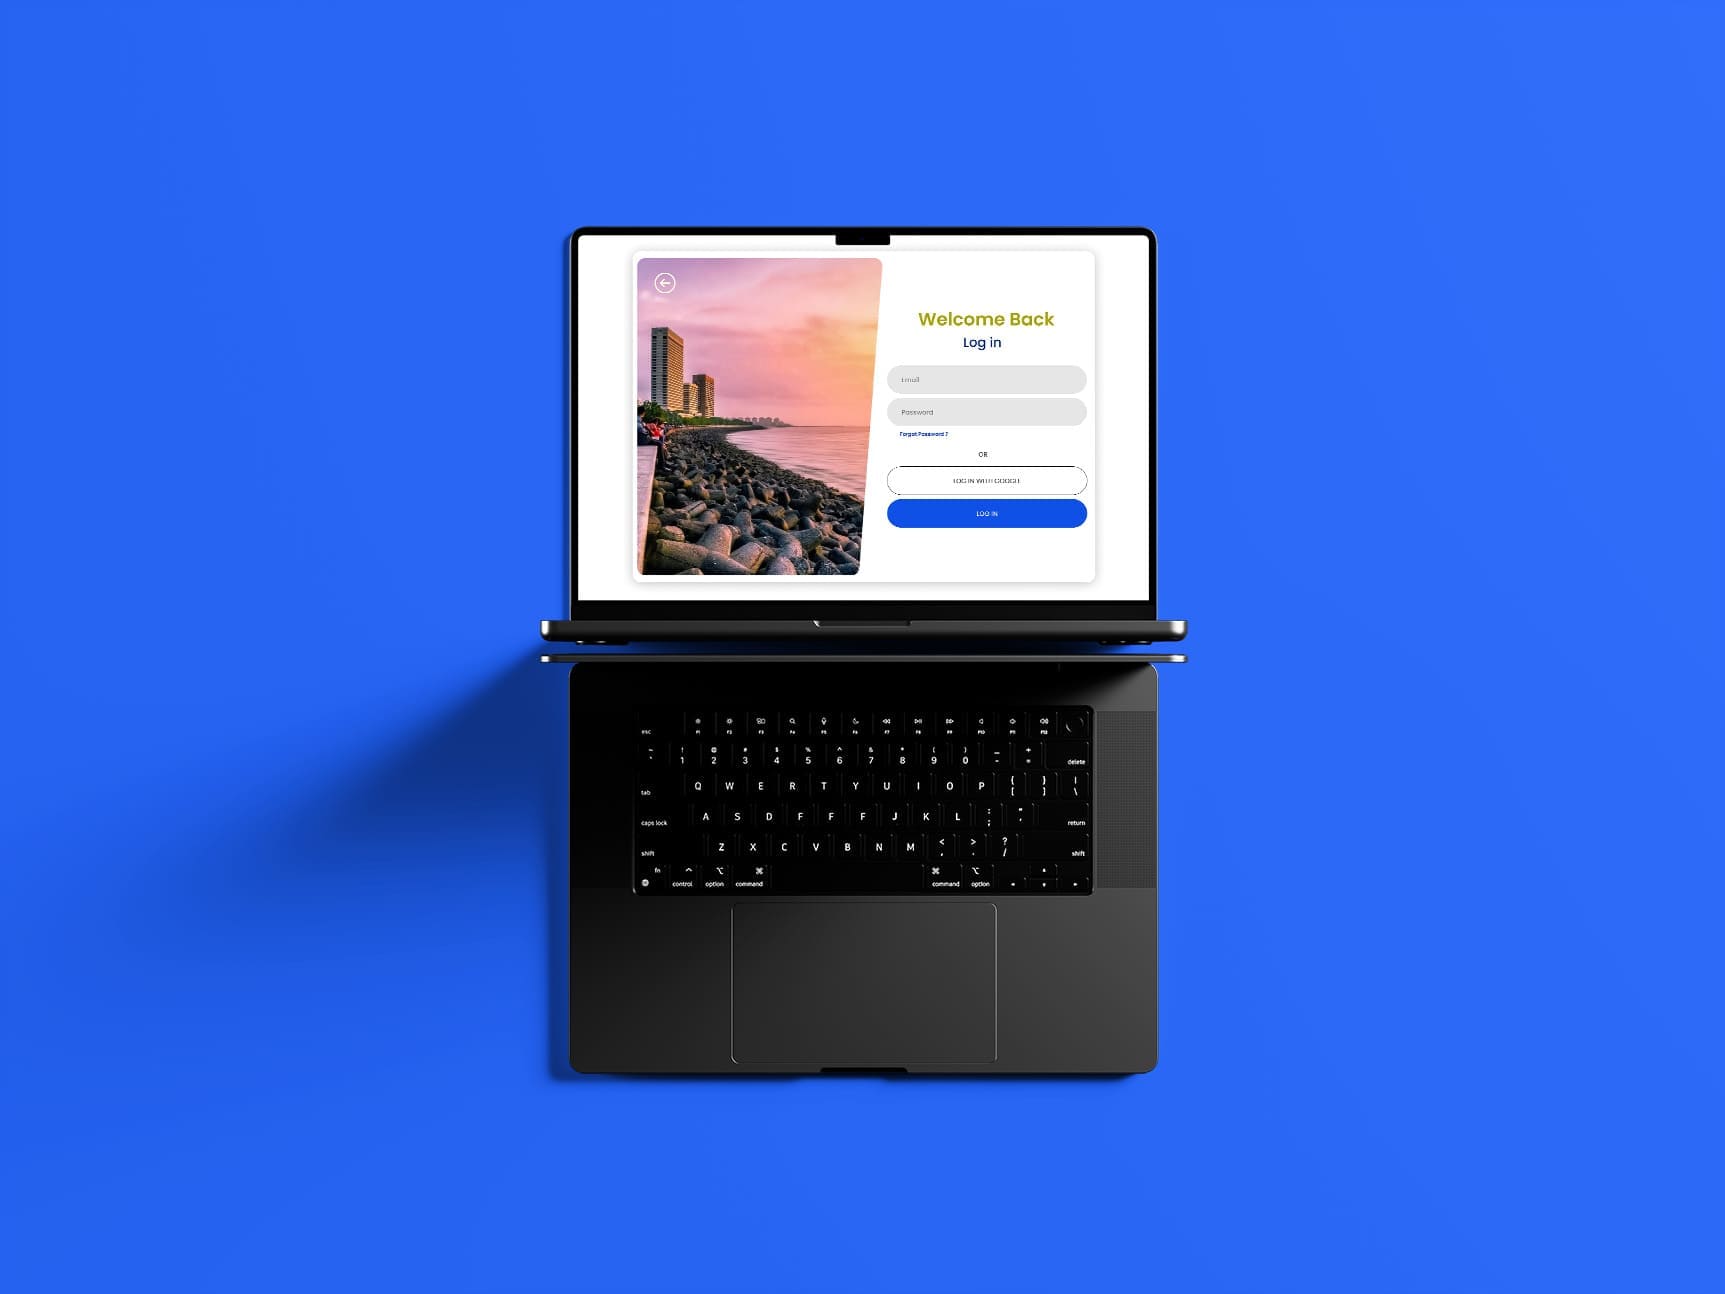 Welcome Back
Log in
Email
Password
Forgot Password ?
OR
LOG IN WITH GOOGLE
LOG IN
esc F1 F2 F3 F4 F5 F6 F7 F8 F9 F10 F11 F12
~ ! @ # $ % ^ & * ( ) _ +
` 1 2 3 4 5 6 7 8 9 0 - = delete
tab Q W E R T Y U I O P { [ } ] | \
caps lock A S D F F F J K L : ; " ' return
shift Z X C V B N M < , > . ? / shift
fn ^ ⌥ ⌘ ⌘ ⌥
control option command command option